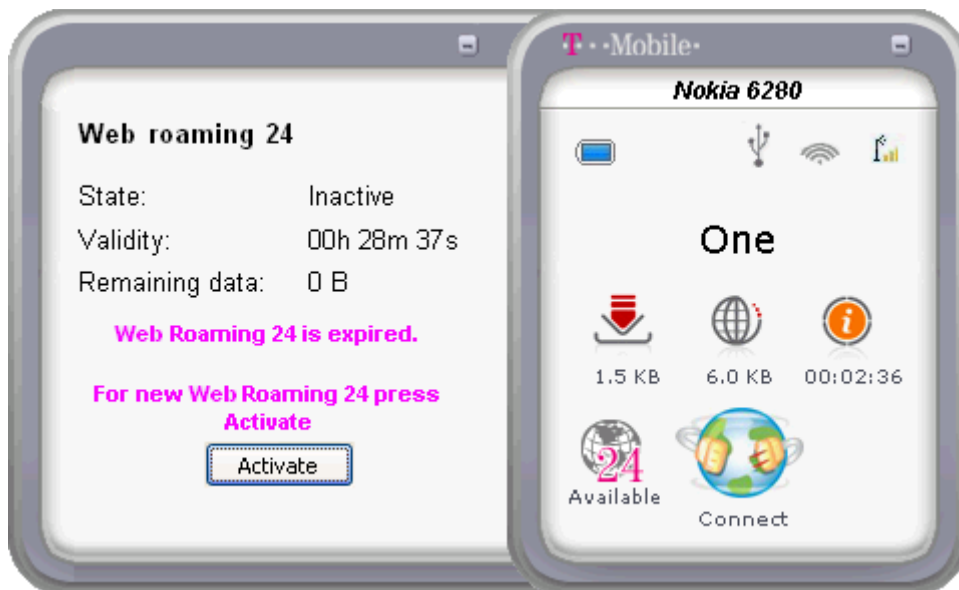 Web roaming 24
State: Inactive
Validity: 00h 28m 37s
Remaining data: 0 B
Web Roaming 24 is expired.
For new Web Roaming 24 press
Activate
Activate
T··Mobile·
Nokia 6280
One
1.5 KB 6.0 KB 00:02:36
24
Available
Connect